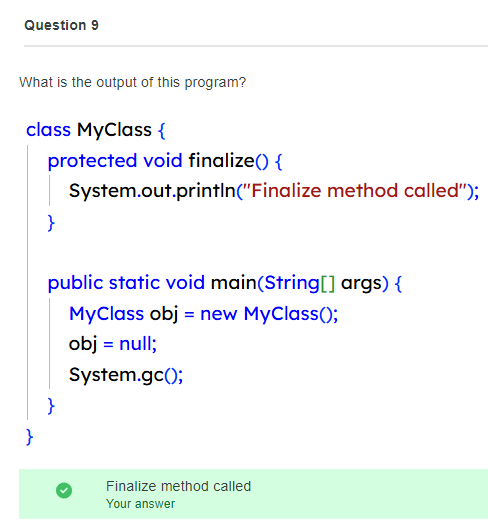 Question 9
What is the output of this program?
class MyClass {
protected void finalize() {
System.out.println("Finalize method called");
}
public static void main(String[] args) {
MyClass obj = new MyClass();
obj = null;
System.gc();
}
}
Finalize method called
Your answer